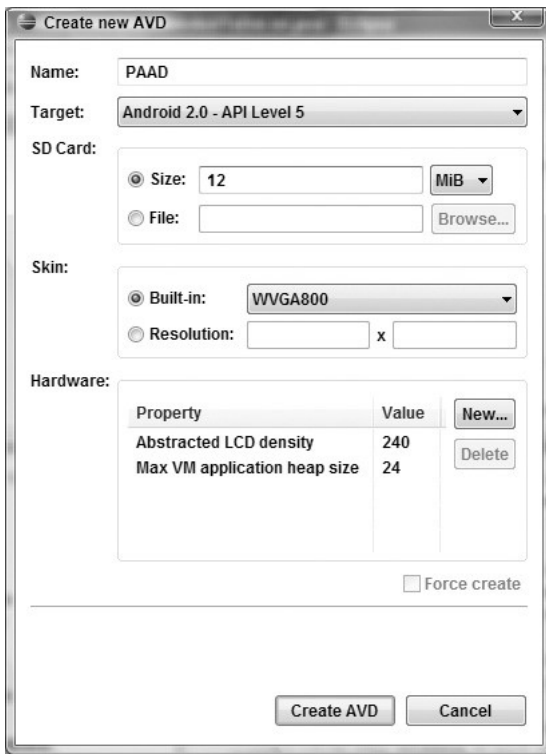 Create new AVD
x
Name: PAAD
Target: Android 2.0 - API Level 5
SD Card:
Size: 12 MiB
File: Browse...
Skin:
Built-in: WVGA800
Resolution: x
Hardware:
Property Value New...
Abstracted LCD density 240 Delete
Max VM application heap size 24
Force create
Create AVD Cancel